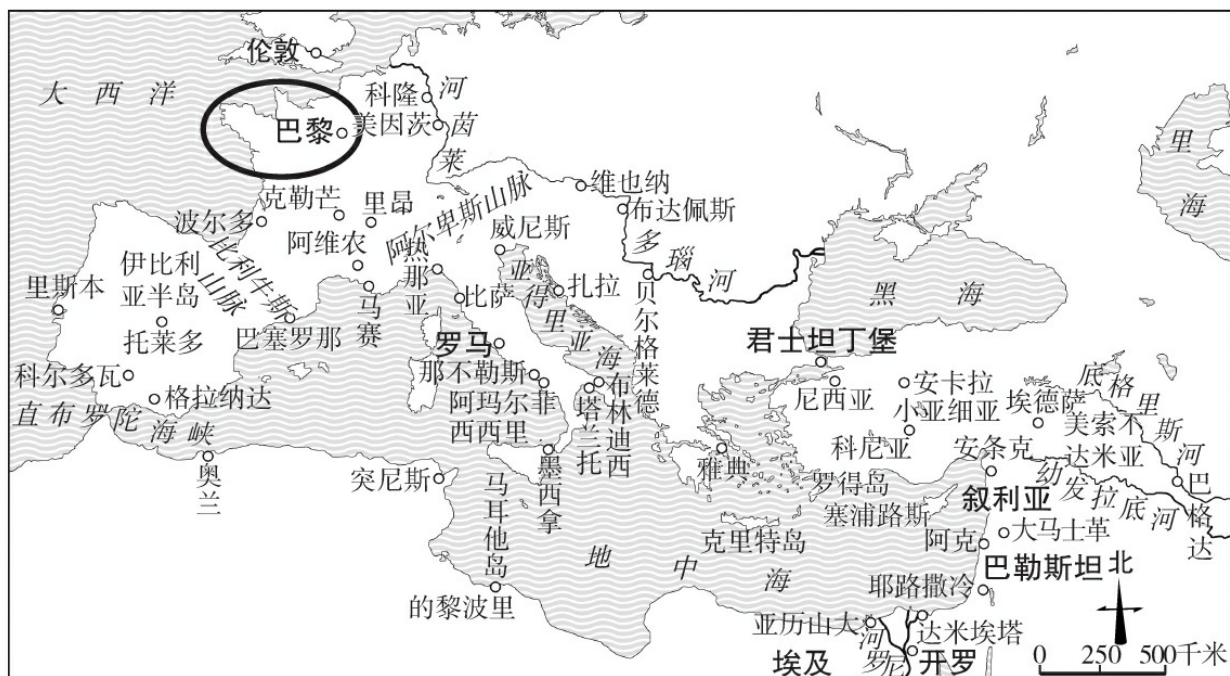 伦敦
大西洋
科隆
美因茨
巴黎
莱茵河
维也纳
布达佩斯
里海
克勒芒
里昂
阿尔卑斯山脉
波尔多
阿维农
威尼斯
多瑙河
比利牛斯山脉
热那亚
亚得里亚海
伊比利
亚半岛
里斯本
马赛
比萨
扎拉
贝尔格莱德
黑海
托莱多
巴塞罗那
罗马
君士坦丁堡
科尔多瓦
格拉纳达
那不勒斯
阿玛尔菲
西西里
塔兰托
布林迪西
尼西亚
安卡拉
小亚细亚
埃德萨
底格里斯河
美索不
达米亚
直布罗陀海峡
科尼亚
安条克
奥兰
突尼斯
马耳他岛
墨西拿
雅典
罗得岛
幼发拉底河
巴格达
塞浦路斯
叙利亚
克里特岛
大马士革
阿克
地中海
巴勒斯坦
北
耶路撒冷
的黎波里
亚历山大
达米埃塔
尼罗河
埃及
开罗
0 250 500千米